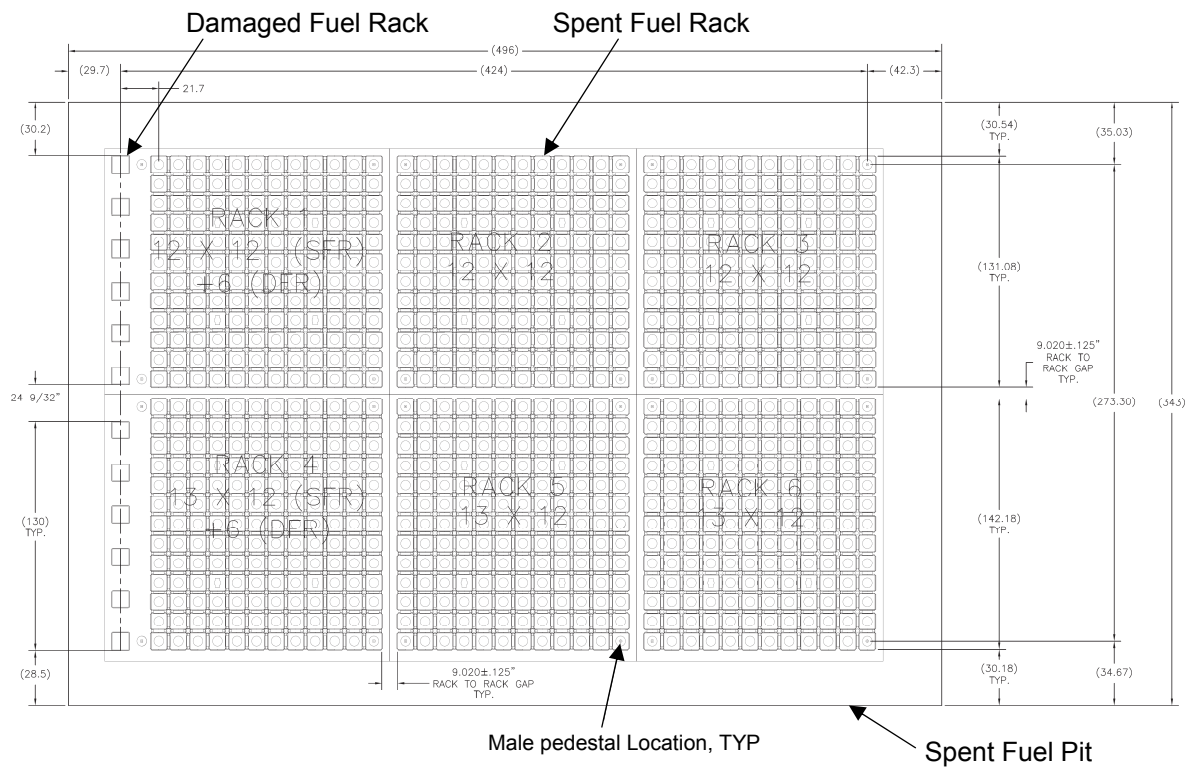 Damaged Fuel Rack
Spent Fuel Rack
(496)
(29.7)
(424)
(42.3)
21.7
(30.2)
(30.54)
TYP.
(35.03)
RACK 1
12 X 12 (SFR)
+6 (DFR)
RACK 2
12 X 12
RACK 3
12 X 12
(131.08)
TYP.
9.020±.125"
RACK TO
RACK GAP
TYP.
24 9/32"
(273.30)
(343)
RACK 4
13 X 12 (SFR)
+6 (DFR)
RACK 5
13 X 12
RACK 6
13 X 12
(130)
TYP.
(142.18)
TYP.
(28.5)
9.020±.125"
RACK TO RACK GAP
TYP.
(30.18)
TYP.
(34.67)
Male pedestal Location, TYP
Spent Fuel Pit